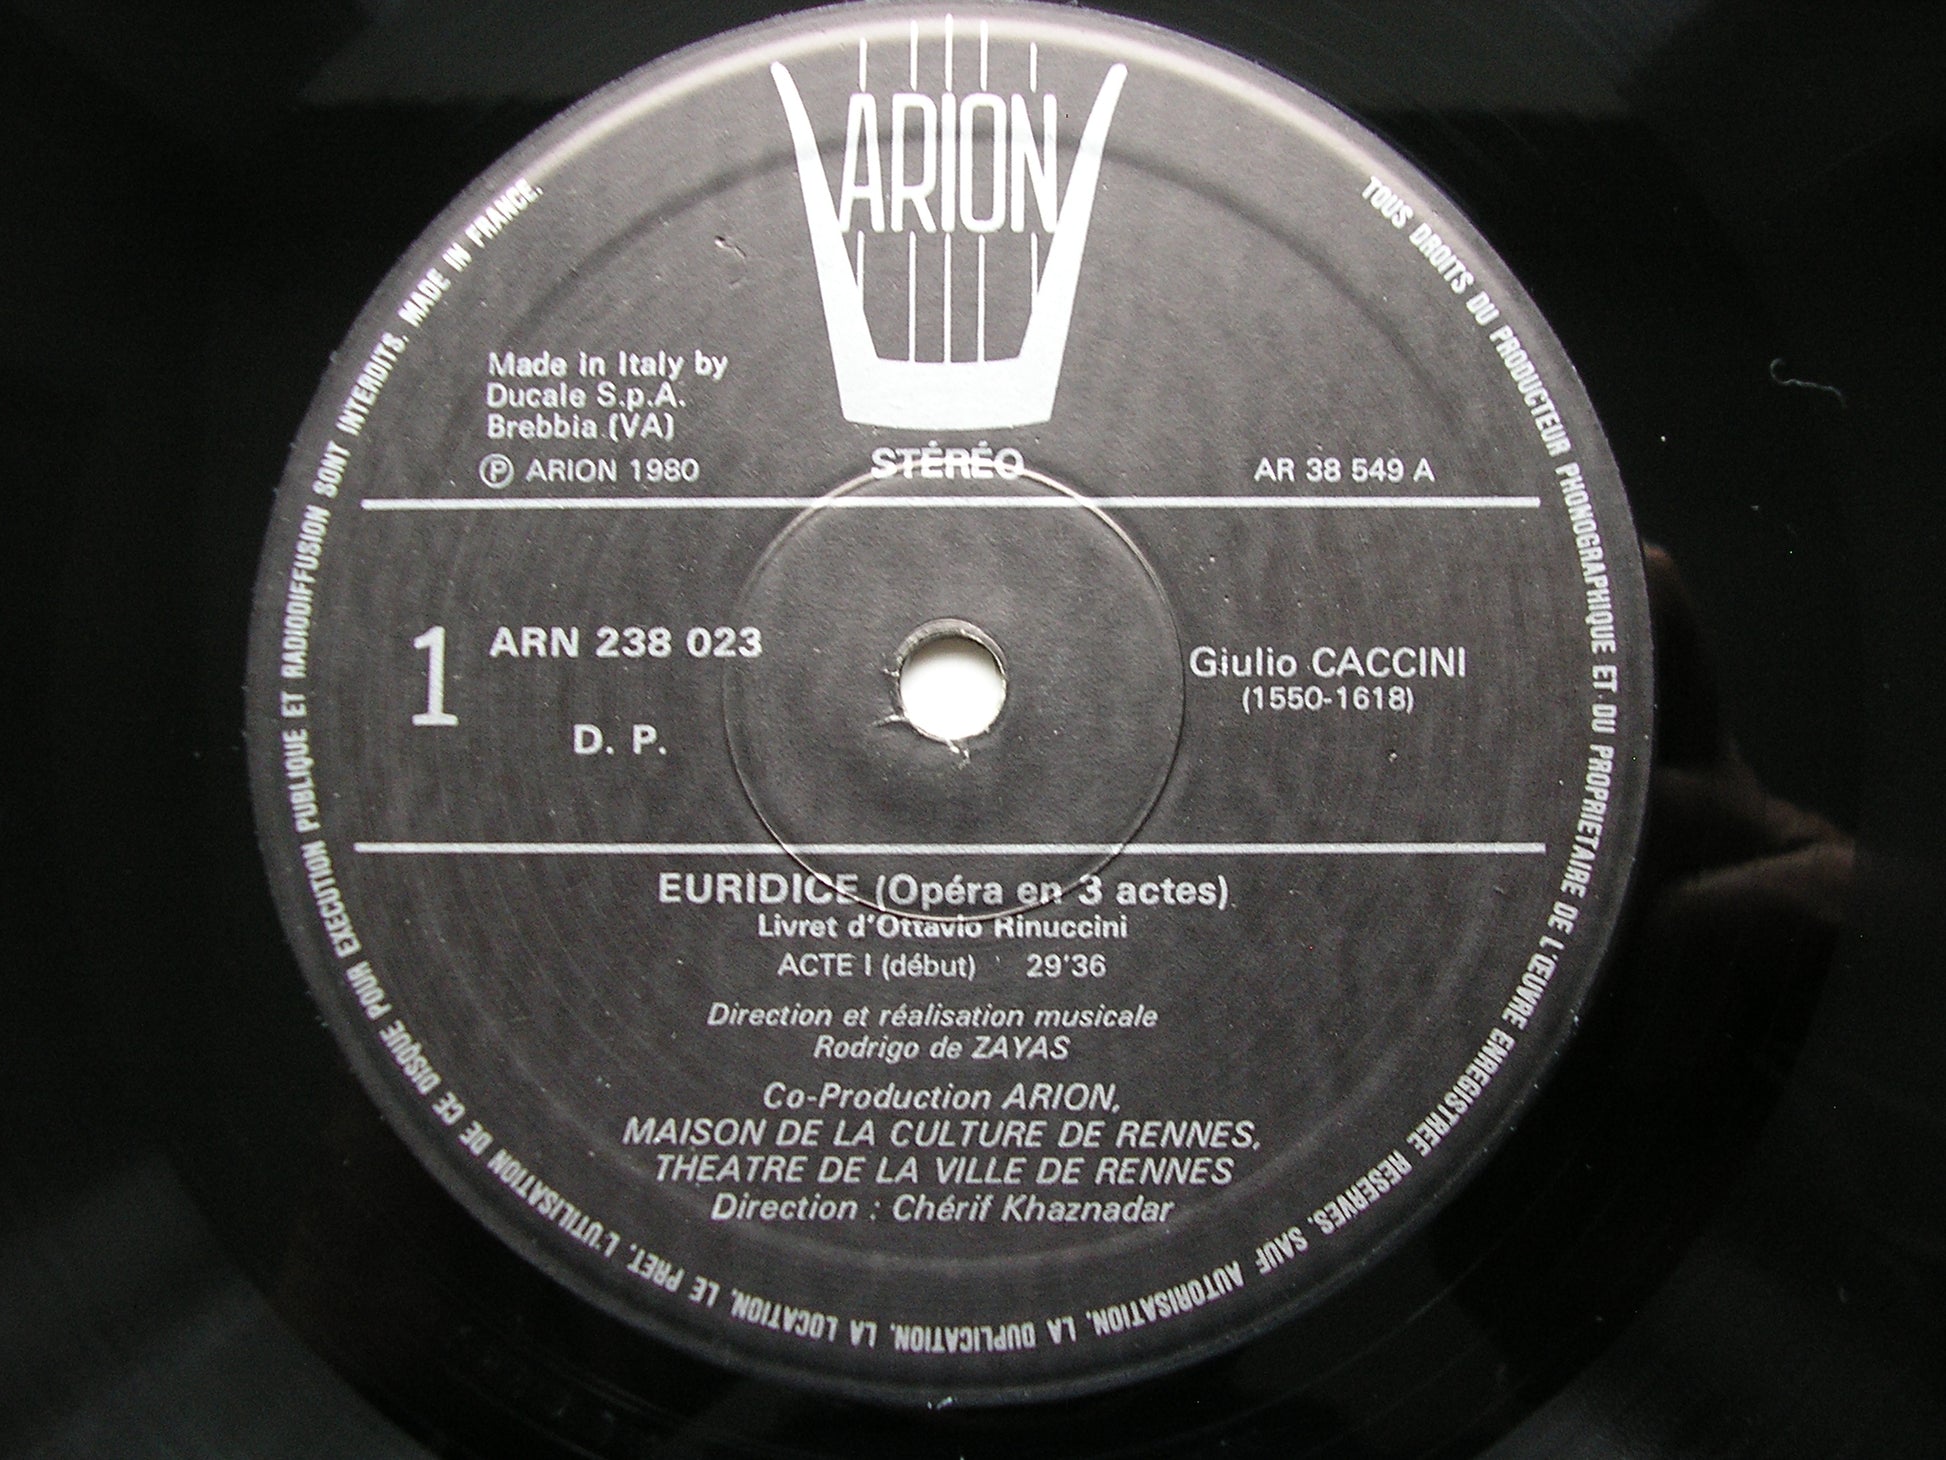 ARION
Made in Italy by
Ducale S.p.A.
Brebbia (VA)
Ⓟ ARION 1980
STÉRÉO
AR 38 549 A
1
ARN 238 023
D. P.
Giulio CACCINI
(1550-1618)
EURIDICE (Opéra en 3 actes)
Livret d'Ottavio Rinuccini
ACTE I (début) 29'36
Direction et réalisation musicale
Rodrigo de ZAYAS
Co-Production ARION,
MAISON DE LA CULTURE DE RENNES,
THEATRE DE LA VILLE DE RENNES
Direction : Chérif Khaznadar
TOUS DROITS DU PRODUCTEUR PHONOGRAPHIQUE ET DU PROPRIETAIRE DE L'ŒUVRE ENREGISTREE RESERVES. SAUF AUTORISATION, LA DUPLICATION, LA LOCATION, LE PRET, L'UTILISATION DE CE DISQUE POUR EXECUTION PUBLIQUE ET RADIODIFFUSION SONT INTERDITS. MADE IN FRANCE.